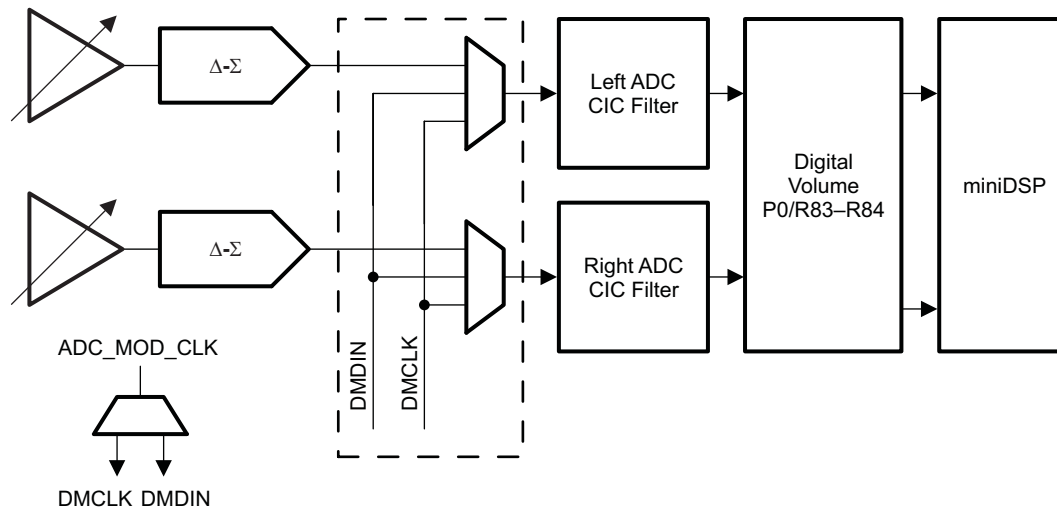 Δ-Σ
Left ADC
CIC Filter
Digital
Volume
P0/R83–R84
miniDSP
Δ-Σ
Right ADC
CIC Filter
DMDIN
DMCLK
ADC_MOD_CLK
DMCLK DMDIN